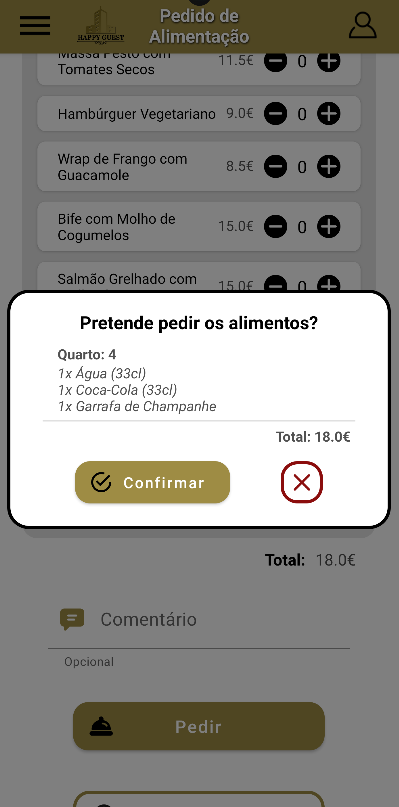 Pedido de
Alimentação
HAPPY GUEST
Massa Pesto com
Tomates Secos
11.5€
0
Hambúrguer Vegetariano
9.0€
0
Wrap de Frango com
Guacamole
8.5€
0
Bife com Molho de
Cogumelos
15.0€
0
Salmão Grelhado com
15.0€
0
Pretende pedir os alimentos?
Quarto: 4
1x Água (33cl)
1x Coca-Cola (33cl)
1x Garrafa de Champanhe
Total: 18.0€
Confirmar
Total: 18.0€
Comentário
Opcional
Pedir